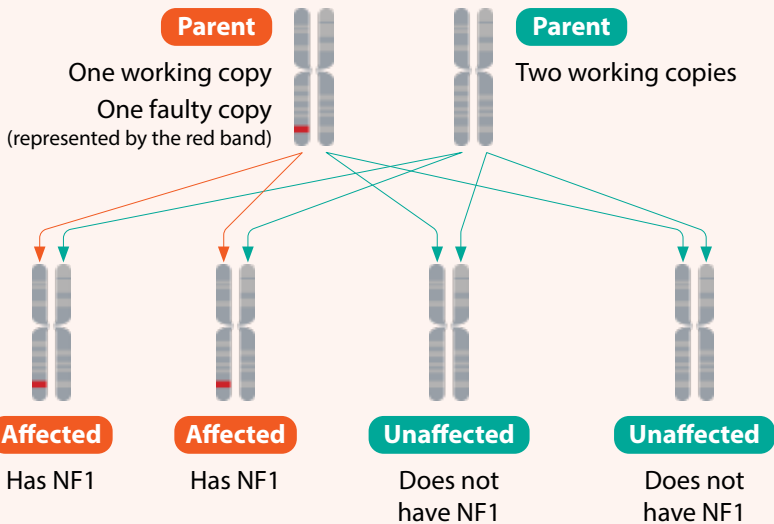 Parent
One working copy
One faulty copy
(represented by the red band)
Parent
Two working copies
Affected
Has NF1
Affected
Has NF1
Unaffected
Does not
have NF1
Unaffected
Does not
have NF1